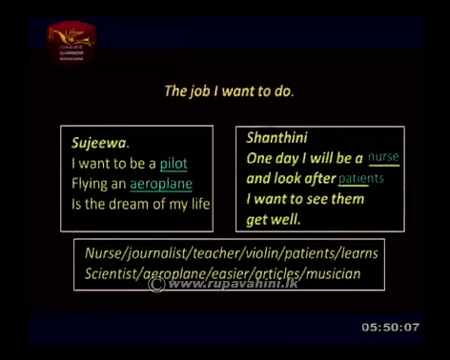 The job I want to do.
Sujeewa.
I want to be a pilot
Flying an aeroplane
Is the dream of my life
Shanthini
One day I will be a nurse
and look after patients
I want to see them
get well.
Nurse/journalist/teacher/violin/patients/learns
Scientist/aeroplane/easier/articles/musician
© www.rupavahini.lk
05:50:07